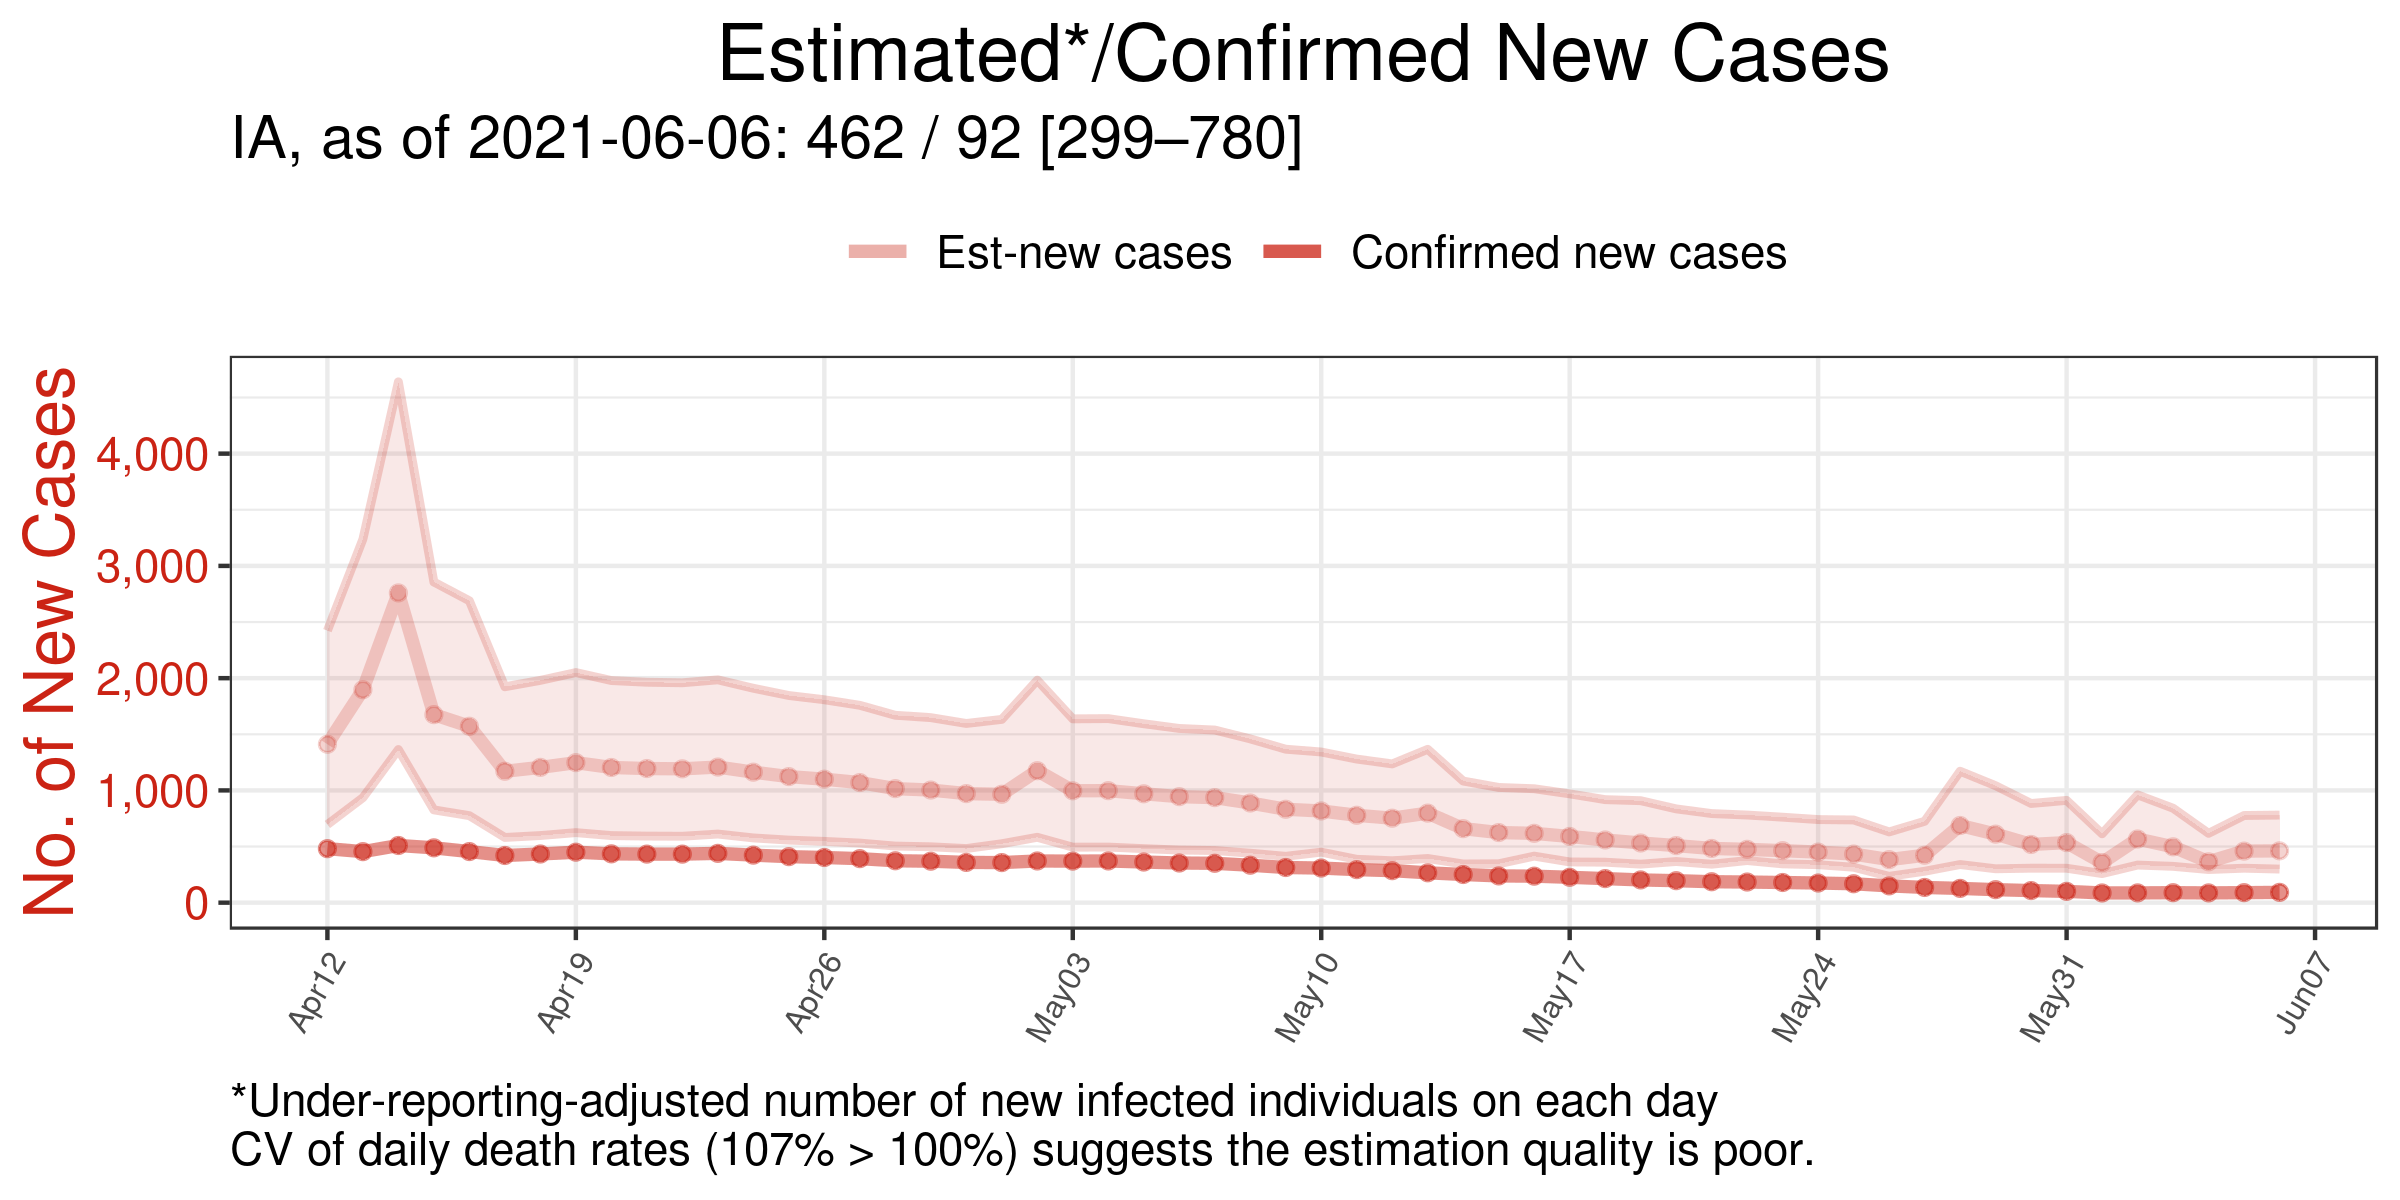 Estimated*/Confirmed New Cases
IA, as of 2021-06-06: 462 / 92 [299–780]
Est-new cases
Confirmed new cases
No. of New Cases
4,000
3,000
2,000
1,000
0
Apr12
Apr19
Apr26
May03
May10
May17
May24
May31
Jun07
*Under-reporting-adjusted number of new infected individuals on each day
CV of daily death rates (107% > 100%) suggests the estimation quality is poor.